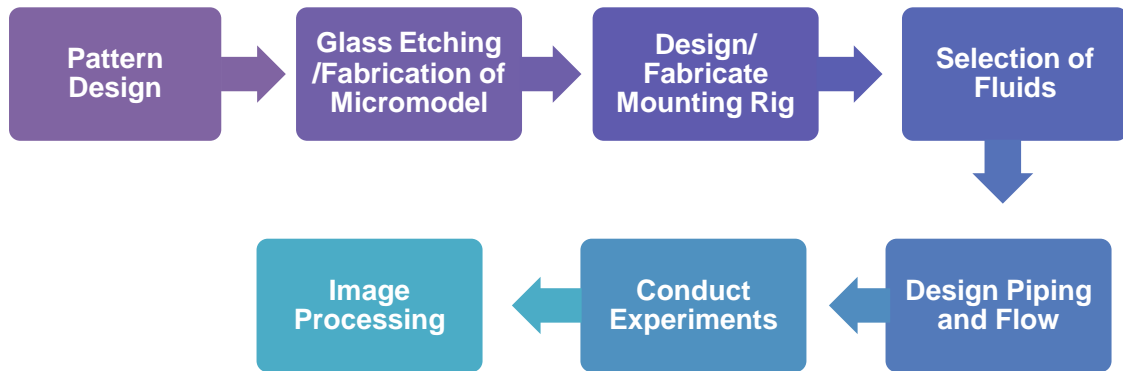 Pattern
Design
Glass Etching
/Fabrication of
Micromodel
Design/
Fabricate
Mounting Rig
Selection of
Fluids
Design Piping
and Flow
Conduct
Experiments
Image
Processing